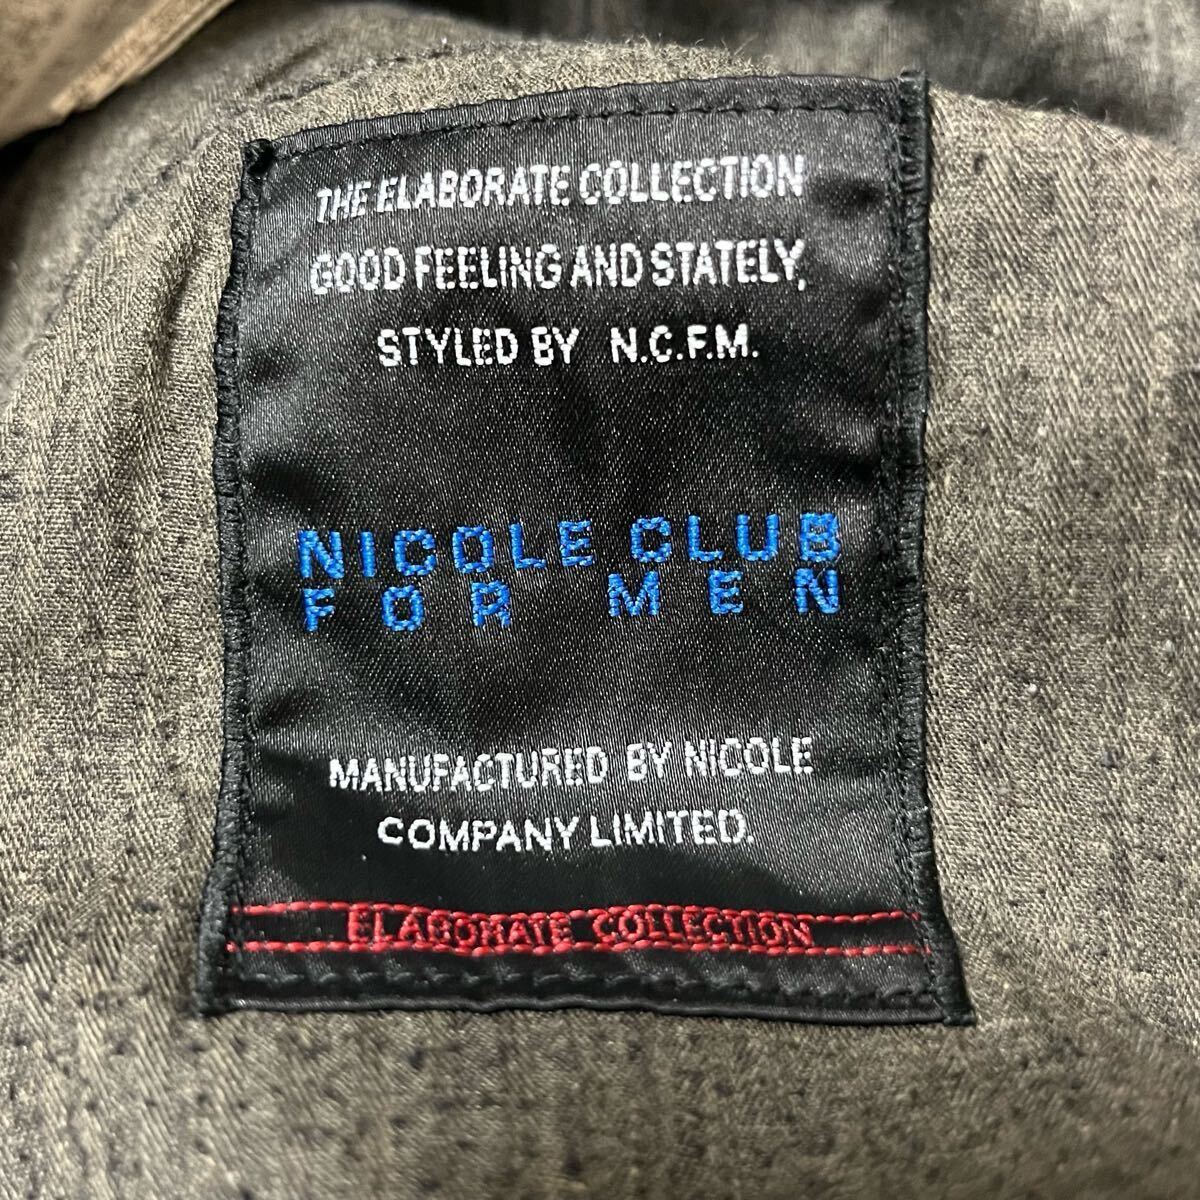 THE ELABORATE COLLECTION
GOOD FEELING AND STATELY,
STYLED BY N.C.F.M.
NICOLE CLUB
FOR MEN
MANUFACTURED BY NICOLE
COMPANY LIMITED.
ELABORATE COLLECTION